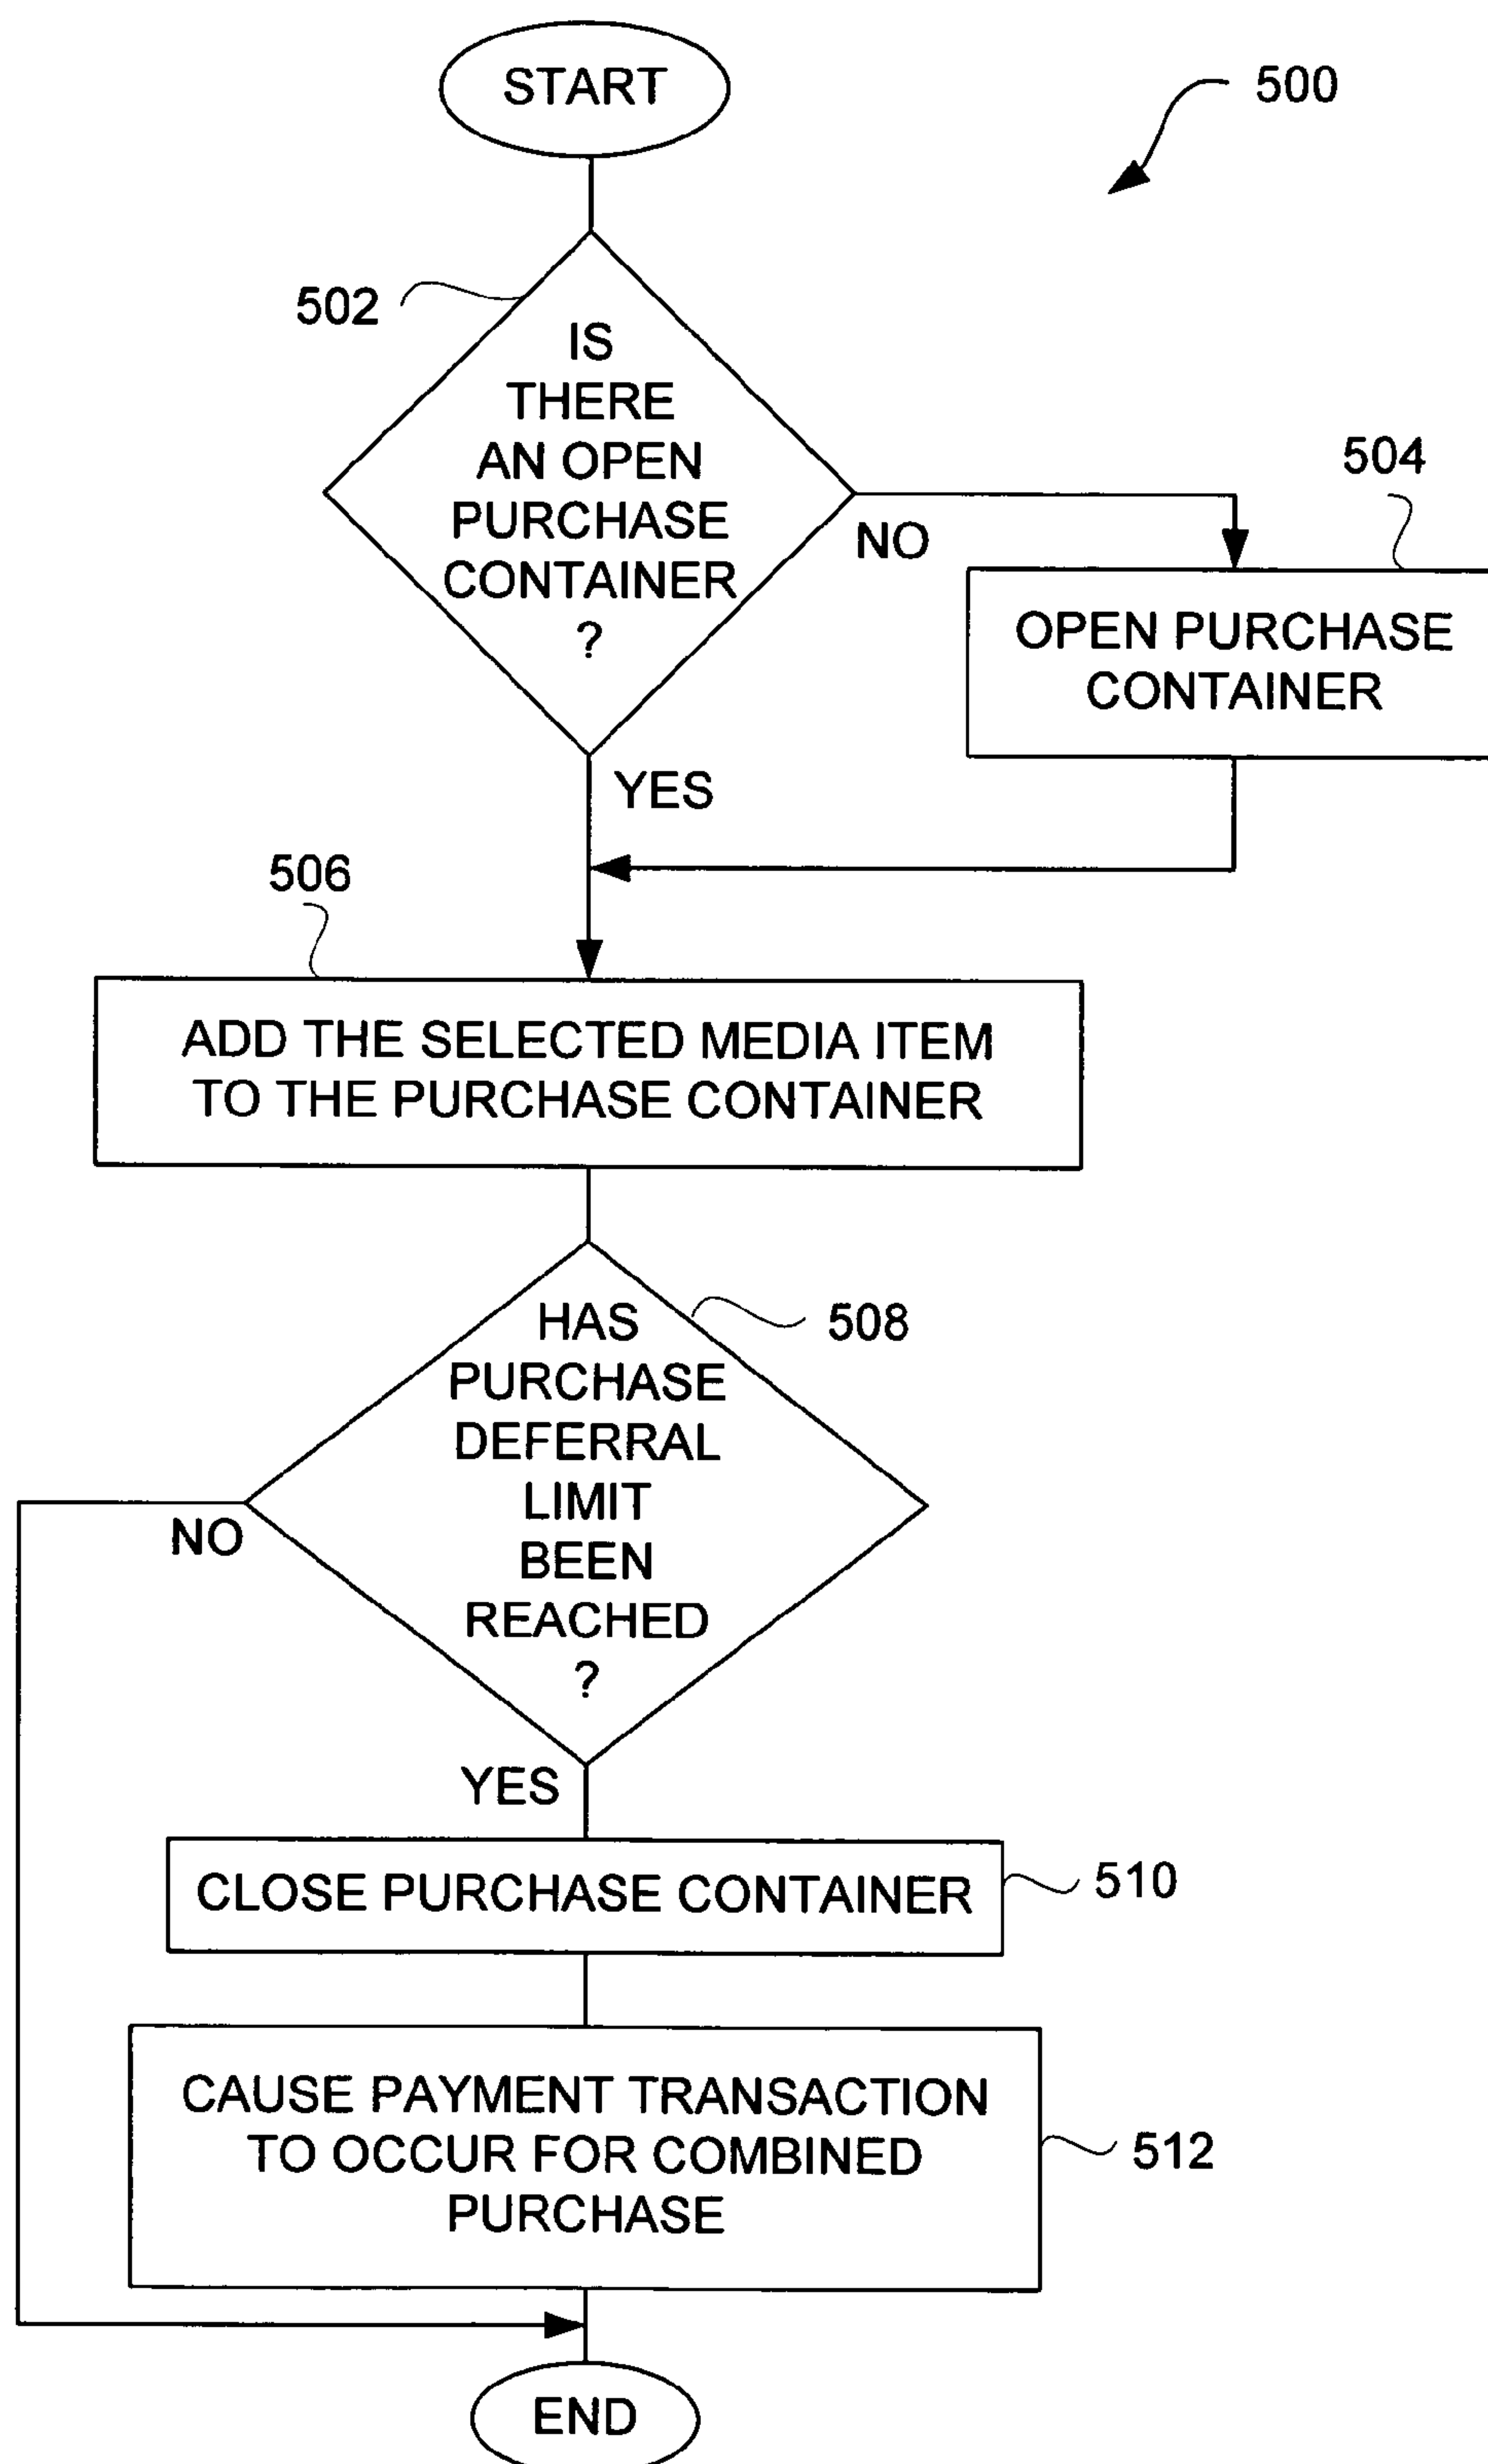 START
500
502
IS
THERE
AN OPEN
PURCHASE
CONTAINER
?
NO
504
OPEN PURCHASE
CONTAINER
YES
506
ADD THE SELECTED MEDIA ITEM
TO THE PURCHASE CONTAINER
508
HAS
PURCHASE
DEFERRAL
LIMIT
BEEN
REACHED
?
NO
YES
CLOSE PURCHASE CONTAINER
510
CAUSE PAYMENT TRANSACTION
TO OCCUR FOR COMBINED
PURCHASE
512
END